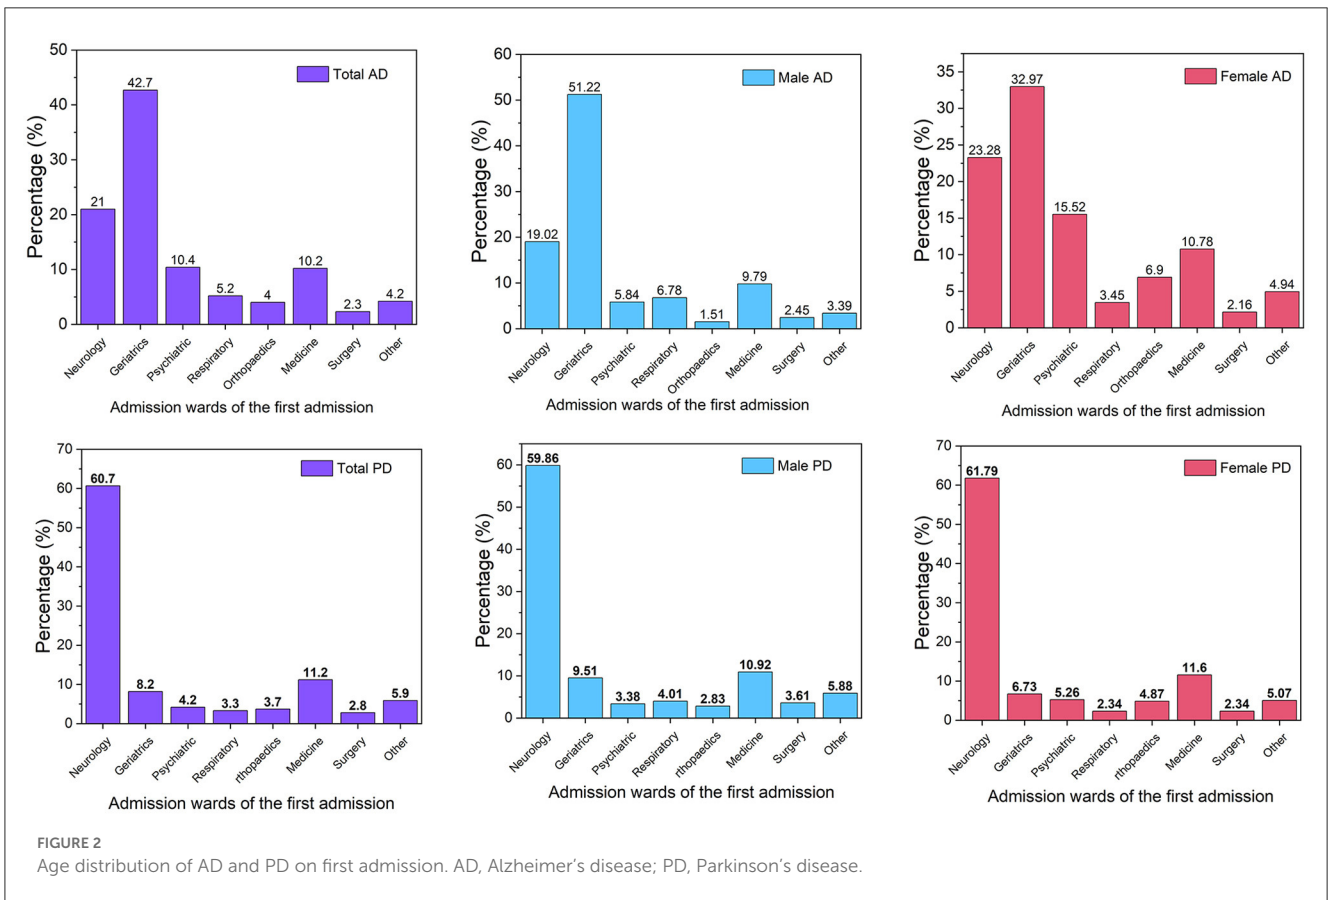 50
40
30
20
10
0
Percentage (%)
Total AD
21
42.7
10.4
5.2
4
10.2
2.3
4.2
Neurology
Geriatrics
Psychiatric
Respiratory
Orthopaedics
Medicine
Surgery
Other
Admission wards of the first admission
60
50
40
30
20
10
0
Percentage (%)
Male AD
19.02
51.22
5.84
6.78
1.51
9.79
2.45
3.39
Neurology
Geriatrics
Psychiatric
Respiratory
Orthopaedics
Medicine
Surgery
Other
Admission wards of the first admission
35
30
25
20
15
10
5
0
Percentage (%)
Female AD
23.28
32.97
15.52
3.45
6.9
10.78
2.16
4.94
Neurology
Geriatrics
Psychiatric
Respiratory
Orthopaedics
Medicine
Surgery
Other
Admission wards of the first admission
70
60
50
40
30
20
10
0
Percentage (%)
Total PD
60.7
8.2
4.2
3.3
3.7
11.2
2.8
5.9
Neurology
Geriatrics
Psychiatric
Respiratory
rthopaedics
Medicine
Surgery
Other
Admission wards of the first admission
60
50
40
30
20
10
0
Percentage (%)
Male PD
59.86
9.51
3.38
4.01
2.83
10.92
3.61
5.88
Neurology
Geriatrics
Psychiatric
Respiratory
rthopaedics
Medicine
Surgery
Other
Admission wards of the first admission
70
60
50
40
30
20
10
0
Percentage (%)
Female PD
61.79
6.73
5.26
2.34
4.87
11.6
2.34
5.07
Neurology
Geriatrics
Psychiatric
Respiratory
rthopaedics
Medicine
Surgery
Other
Admission wards of the first admission
FIGURE 2
Age distribution of AD and PD on first admission. AD, Alzheimer's disease; PD, Parkinson's disease.